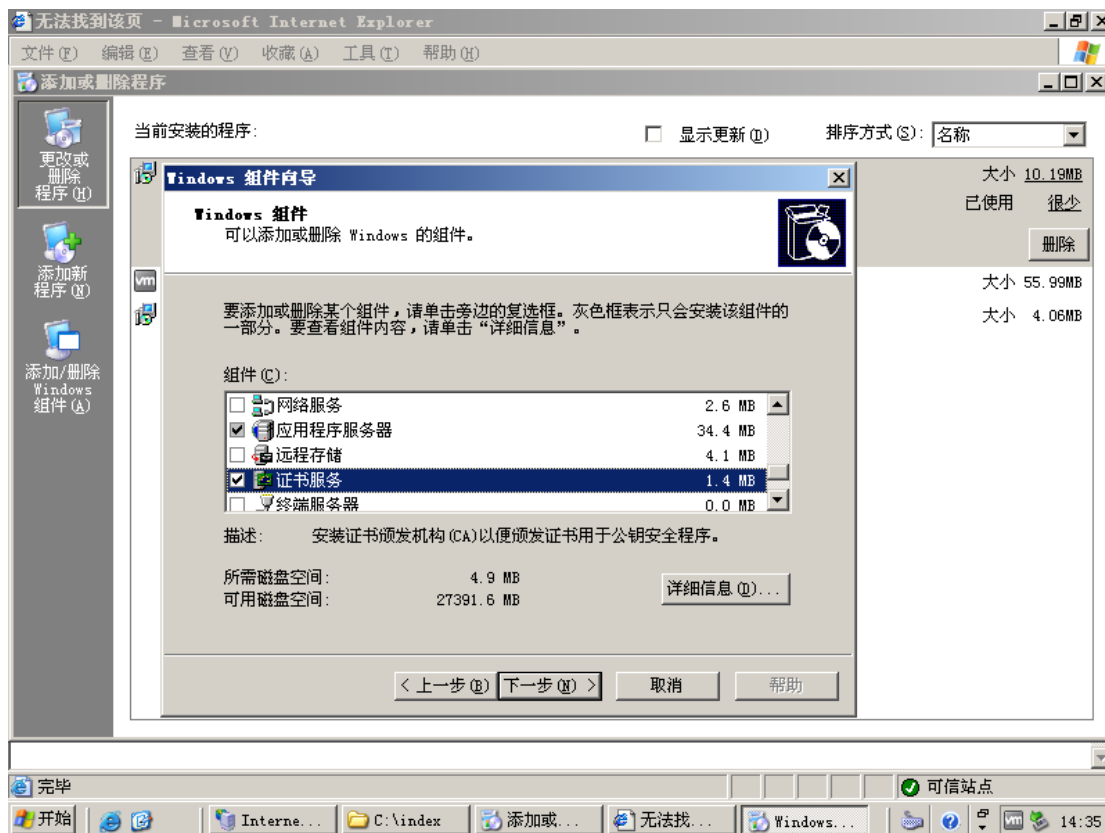 无法找到该页 - Microsoft Internet Explorer
文件(F) 编辑(E) 查看(V) 收藏(A) 工具(T) 帮助(H)
添加或删除程序
更改或
删除
程序(H)
添加新
程序(N)
添加/删除
Windows
组件(A)
当前安装的程序:
显示更新(D)
排序方式(S): 名称
大小 10.19MB
已使用 很少
删除
大小 55.99MB
大小 4.06MB
Windows 组件向导
Windows 组件
可以添加或删除 Windows 的组件。
要添加或删除某个组件，请单击旁边的复选框。灰色框表示只会安装该组件的
一部分。要查看组件内容，请单击“详细信息”。
组件(C):
网络服务 2.6 MB
应用程序服务器 34.4 MB
远程存储 4.1 MB
证书服务 1.4 MB
终端服务器 0.0 MB
描述: 安装证书颁发机构(CA)以便颁发证书用于公钥安全程序。
所需磁盘空间: 4.9 MB
可用磁盘空间: 27391.6 MB
详细信息(D)...
< 上一步(B) 下一步(N) > 取消 帮助
完毕
可信站点
开始 Interne... C:\index 添加或... 无法找... Windows... vm 14:35